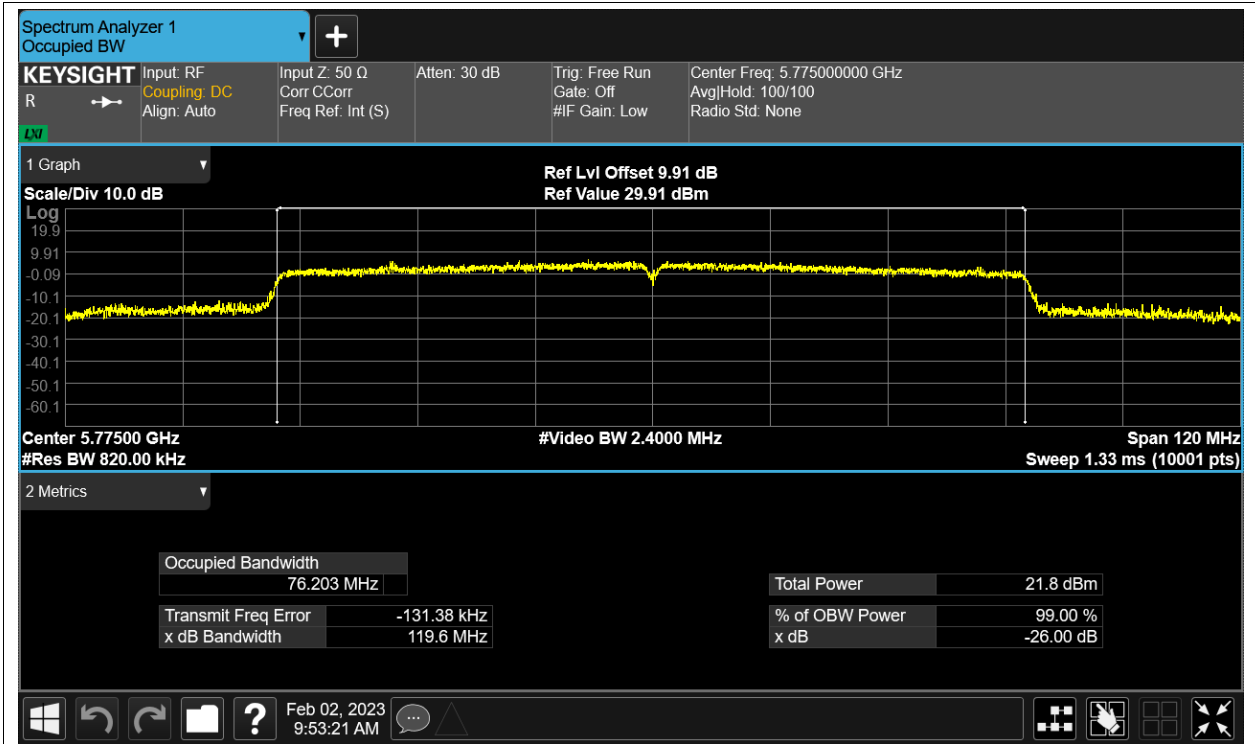 Spectrum Analyzer 1
Occupied BW
KEYSIGHT
R
LXI
Input: RF
Coupling: DC
Align: Auto
Input Z: 50 Ω
Corr CCorr
Freq Ref: Int (S)
Atten: 30 dB
Trig: Free Run
Gate: Off
#IF Gain: Low
Center Freq: 5.775000000 GHz
Avg|Hold: 100/100
Radio Std: None
1 Graph
Scale/Div 10.0 dB
Ref Lvl Offset 9.91 dB
Ref Value 29.91 dBm
Log
19.9
9.91
-0.09
-10.1
-20.1
-30.1
-40.1
-50.1
-60.1
Center 5.77500 GHz
#Res BW 820.00 kHz
#Video BW 2.4000 MHz
Span 120 MHz
Sweep 1.33 ms (10001 pts)
2 Metrics
Occupied Bandwidth
76.203 MHz
Transmit Freq Error -131.38 kHz
x dB Bandwidth 119.6 MHz
Total Power 21.8 dBm
% of OBW Power 99.00 %
x dB -26.00 dB
Feb 02, 2023
9:53:21 AM